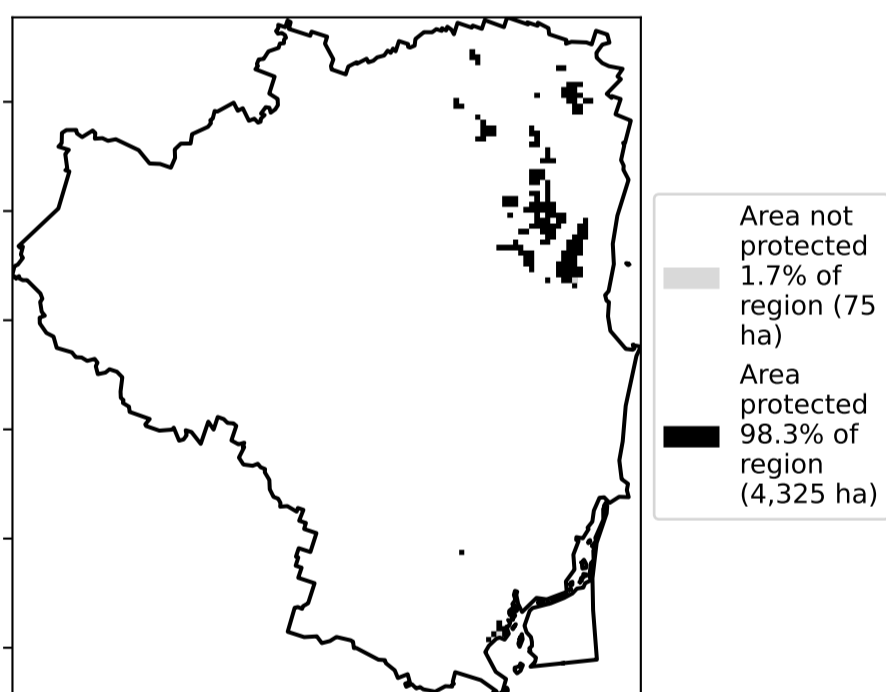 Area not
protected
1.7% of
region (75
ha)
Area
protected
98.3% of
region
(4,325 ha)